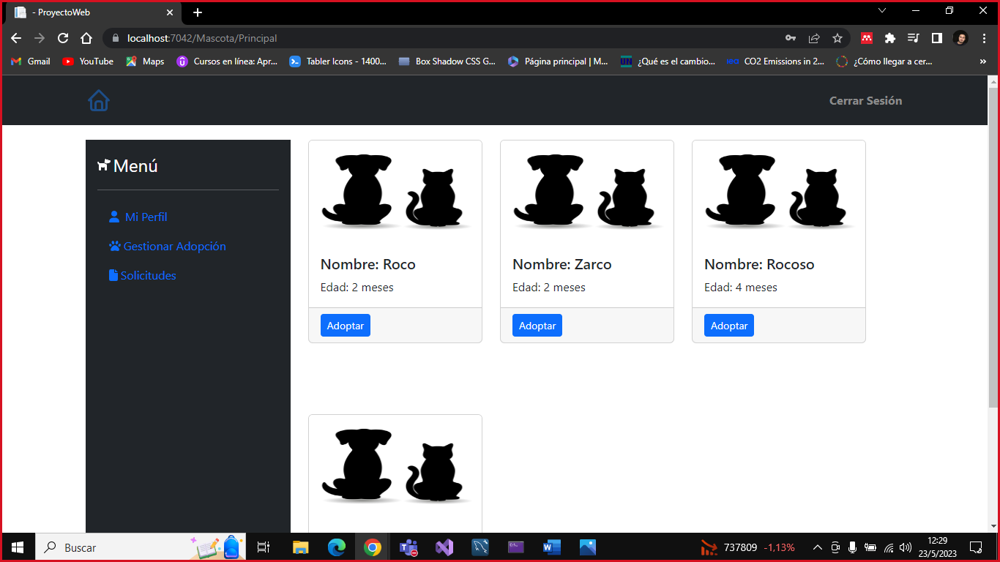 - ProyectoWeb
localhost:7042/Mascota/Principal
Gmail YouTube Maps Cursos en línea: Apr... Tabler Icons - 1400... Box Shadow CSS G... Página principal | M... ¿Qué es el cambio... CO2 Emissions in 2... ¿Cómo llegar a cer... »
Cerrar Sesión
Menú
Mi Perfil
Gestionar Adopción
Solicitudes
Nombre: Roco
Edad: 2 meses
Adoptar
Nombre: Zarco
Edad: 2 meses
Adoptar
Nombre: Rocoso
Edad: 4 meses
Adoptar
Buscar
737809 -1,13%
12:29
23/5/2023